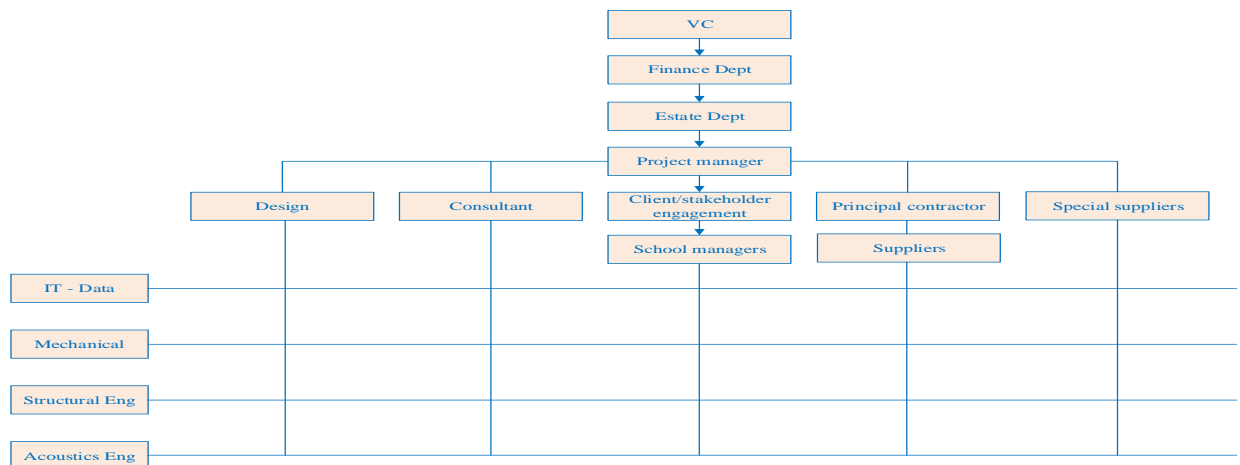 VC
Finance Dept
Estate Dept
Project manager
Design
Consultant
Client/stakeholder
engagement
Principal contractor
Special suppliers
School managers
Suppliers
IT - Data
Mechanical
Structural Eng
Acoustics Eng